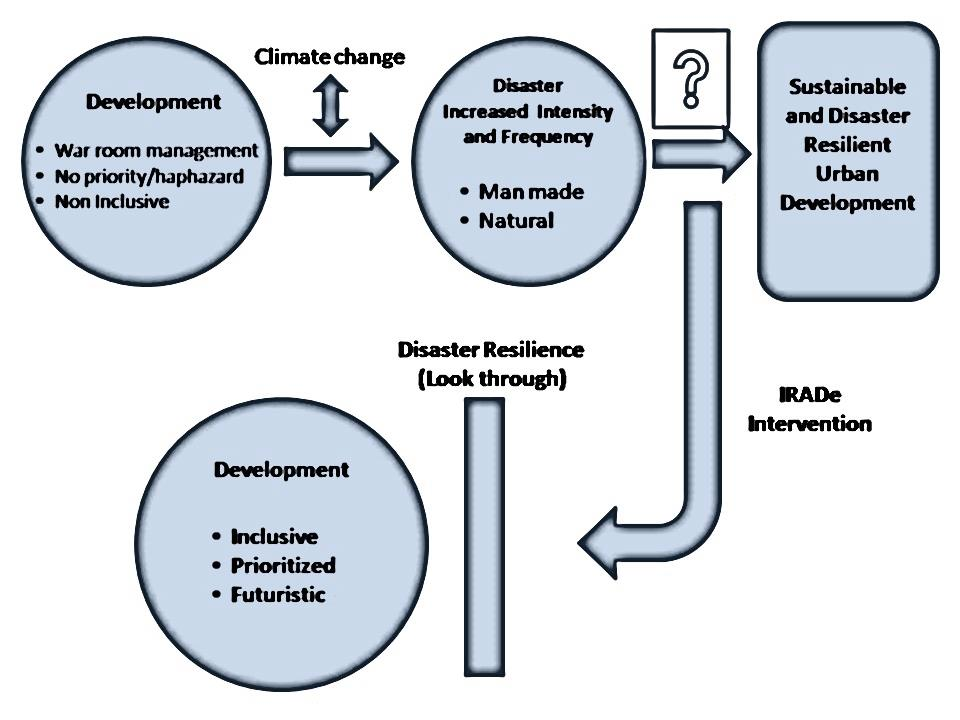 Climate change
Development
• War room management
• No priority/haphazard
• Non Inclusive
Disaster
Increased Intensity
and Frequency
• Man made
• Natural
?
Sustainable
and Disaster
Resilient
Urban
Development
Disaster Resilience
(Look through)
IRADe
Intervention
Development
• Inclusive
• Prioritized
• Futuristic